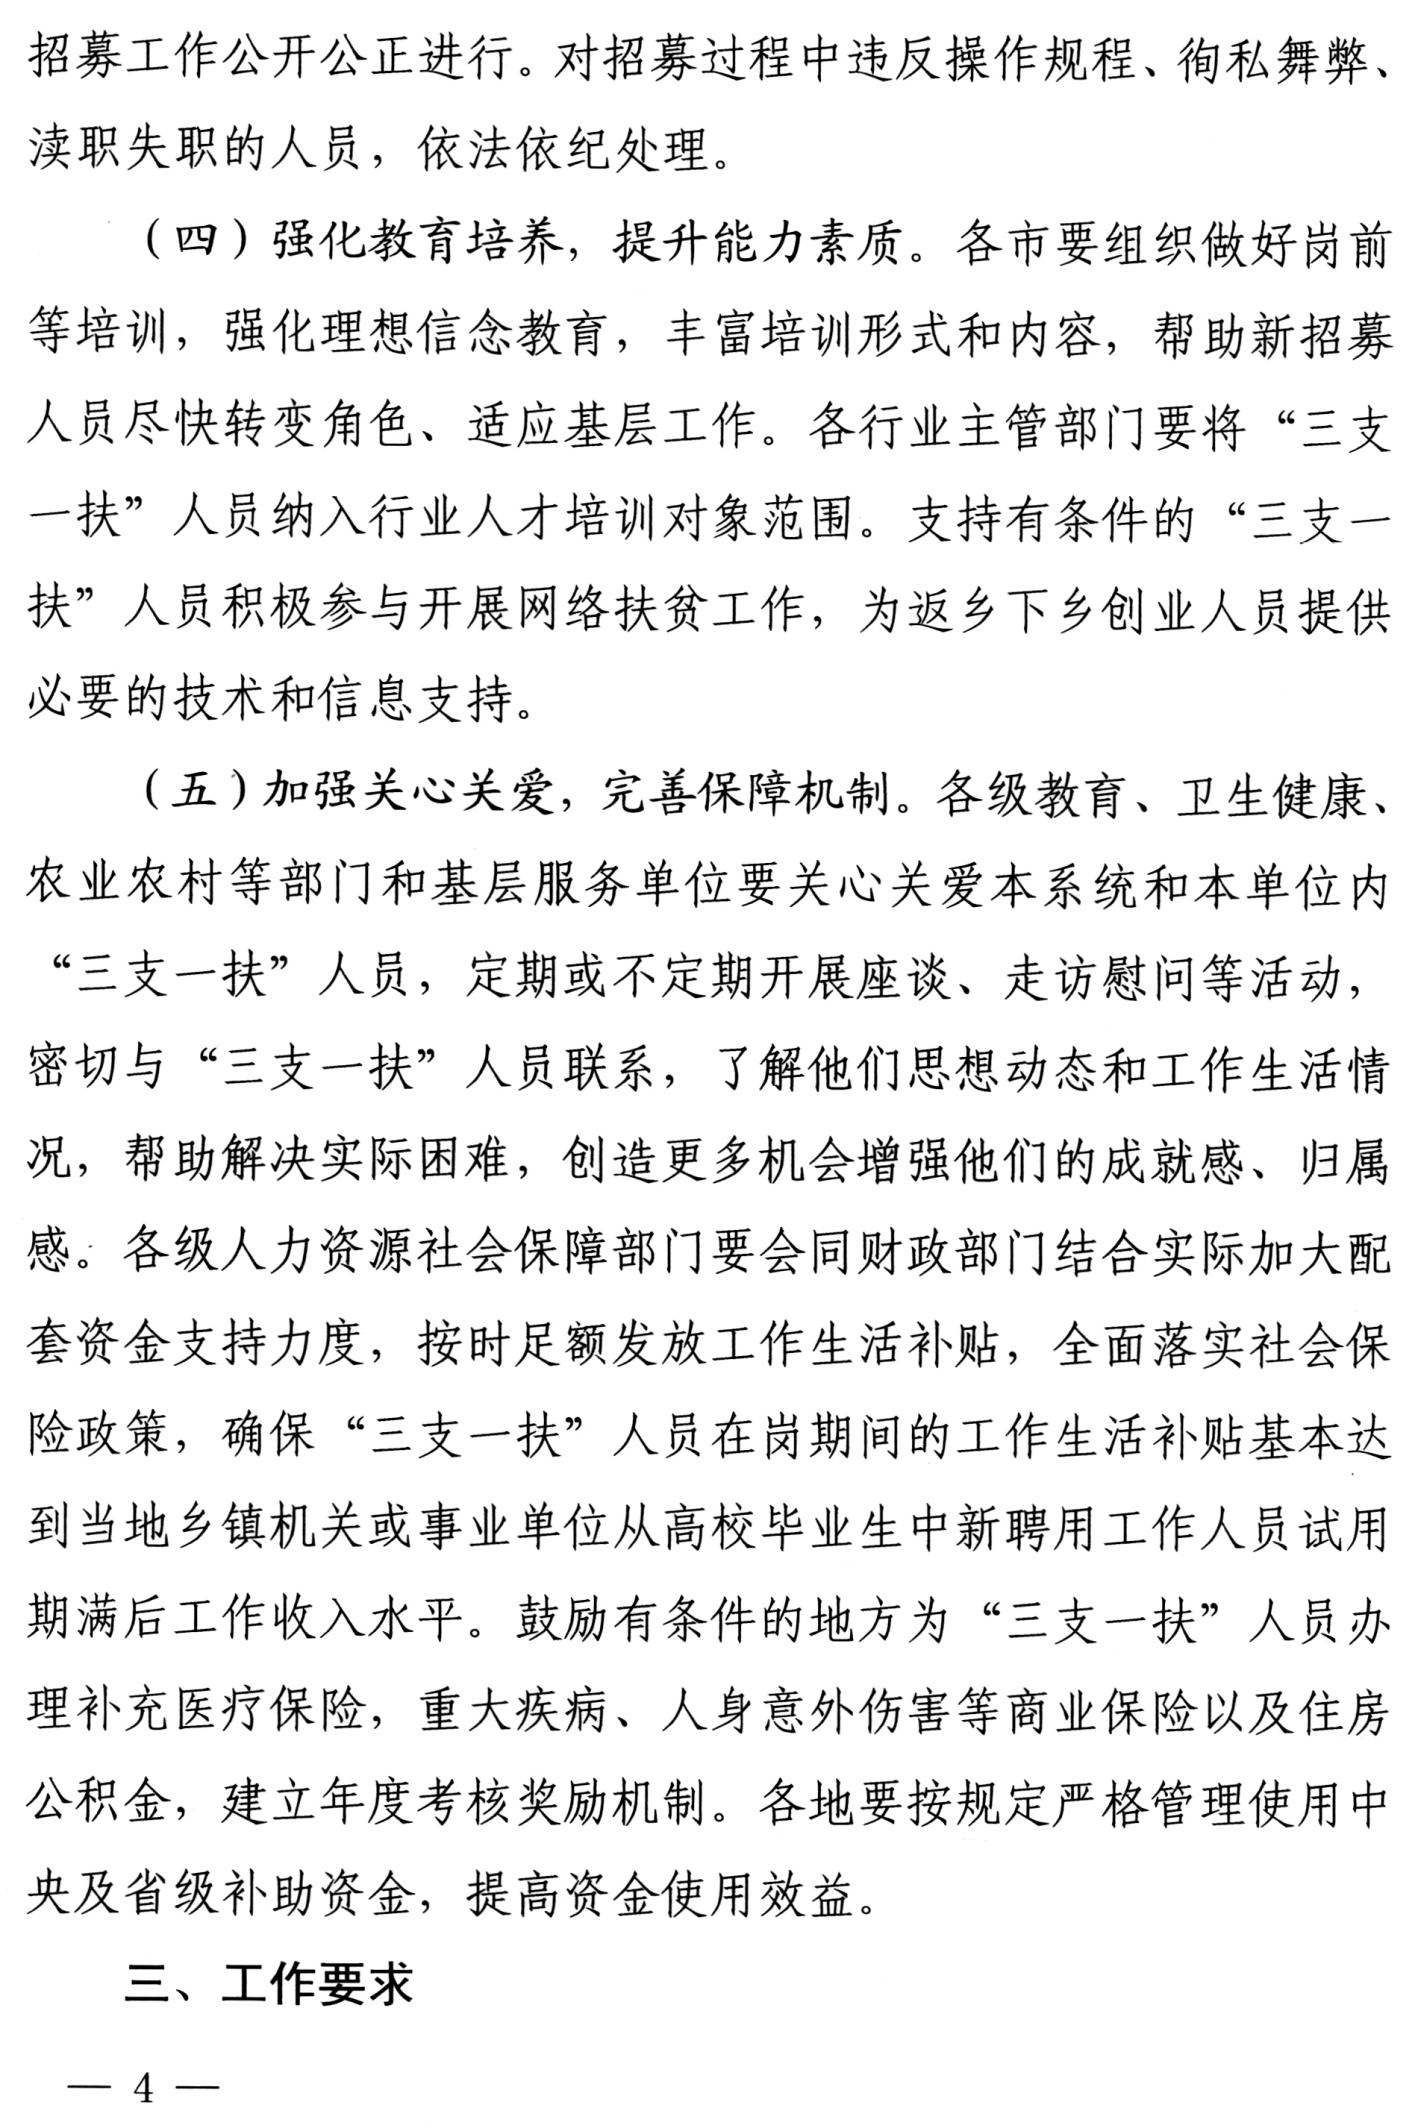 招募工作公开公正进行。对招募过程中违反操作规程、徇私舞弊、
渎职失职的人员，依法依纪处理。
（四）强化教育培养，提升能力素质。各市要组织做好岗前
等培训，强化理想信念教育，丰富培训形式和内容，帮助新招募
人员尽快转变角色、适应基层工作。各行业主管部门要将“三支
一扶”人员纳入行业人才培训对象范围。支持有条件的“三支一
扶”人员积极参与开展网络扶贫工作，为返乡下乡创业人员提供
必要的技术和信息支持。
（五）加强关心关爱，完善保障机制。各级教育、卫生健康、
农业农村等部门和基层服务单位要关心关爱本系统和本单位内
“三支一扶”人员，定期或不定期开展座谈、走访慰问等活动，
密切与“三支一扶”人员联系，了解他们思想动态和工作生活情
况，帮助解决实际困难，创造更多机会增强他们的成就感、归属
感。各级人力资源社会保障部门要会同财政部门结合实际加大配
套资金支持力度，按时足额发放工作生活补贴，全面落实社会保
险政策，确保“三支一扶”人员在岗期间的工作生活补贴基本达
到当地乡镇机关或事业单位从高校毕业生中新聘用工作人员试用
期满后工作收入水平。鼓励有条件的地方为“三支一扶”人员办
理补充医疗保险，重大疾病、人身意外伤害等商业保险以及住房
公积金，建立年度考核奖励机制。各地要按规定严格管理使用中
央及省级补助资金，提高资金使用效益。
三、工作要求
— 4 —